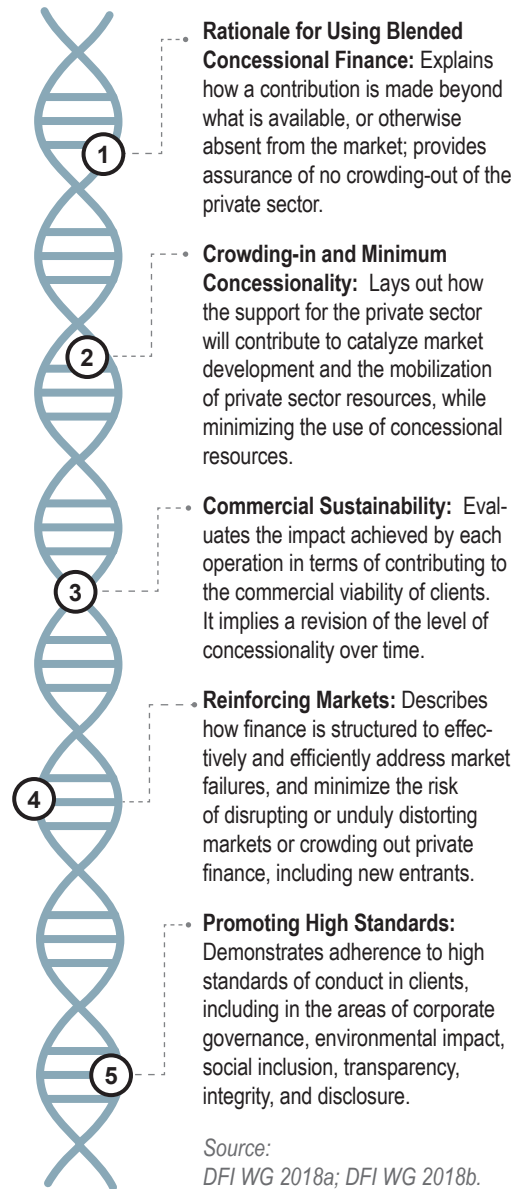 1
Rationale for Using Blended
Concessional Finance: Explains
how a contribution is made beyond
what is available, or otherwise
absent from the market; provides
assurance of no crowding-out of the
private sector.
2
Crowding-in and Minimum
Concessionality: Lays out how
the support for the private sector
will contribute to catalyze market
development and the mobilization
of private sector resources, while
minimizing the use of concessional
resources.
3
Commercial Sustainability: Eval-
uates the impact achieved by each
operation in terms of contributing to
the commercial viability of clients.
It implies a revision of the level of
concessionality over time.
4
Reinforcing Markets: Describes
how finance is structured to effec-
tively and efficiently address market
failures, and minimize the risk
of disrupting or unduly distorting
markets or crowding out private
finance, including new entrants.
5
Promoting High Standards:
Demonstrates adherence to high
standards of conduct in clients,
including in the areas of corporate
governance, environmental impact,
social inclusion, transparency,
integrity, and disclosure.
Source:
DFI WG 2018a; DFI WG 2018b.